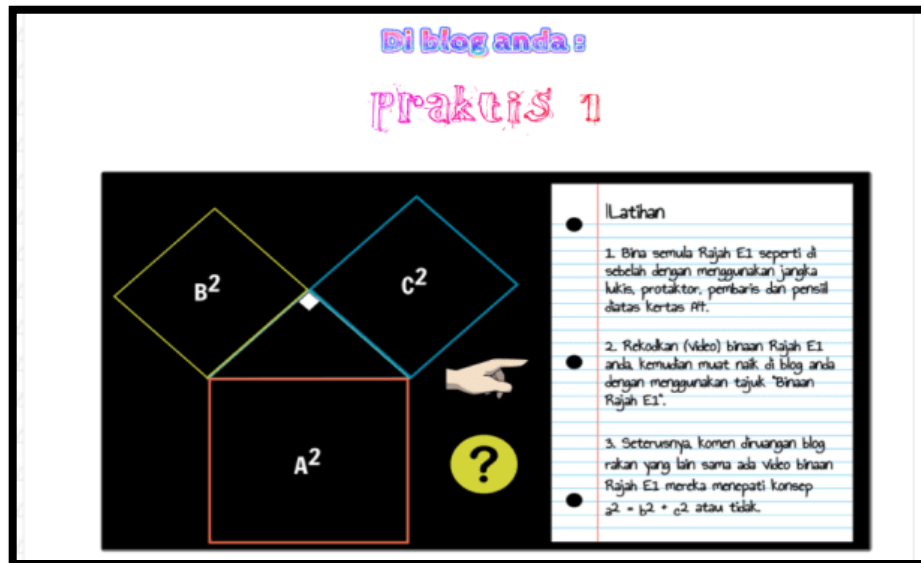 Di blog anda :
Praktis 1
B²
C²
A²
?
Latihan
1. Bina semula Rajah E1 seperti di
sebelah dengan menggunakan jangka
lukis, protaktor, pembaris dan pensil
diatas kertas A4.
2. Rekodkan (video) binaan Rajah E1
anda, kemudian muat naik di blog anda
dengan menggunakan tajuk "Binaan
Rajah E1".
3. Seterusnya, komen diruangan blog
rakan yang lain sama ada video binaan
Rajah E1 mereka menepati konsep
a² = b² + c² atau tidak.